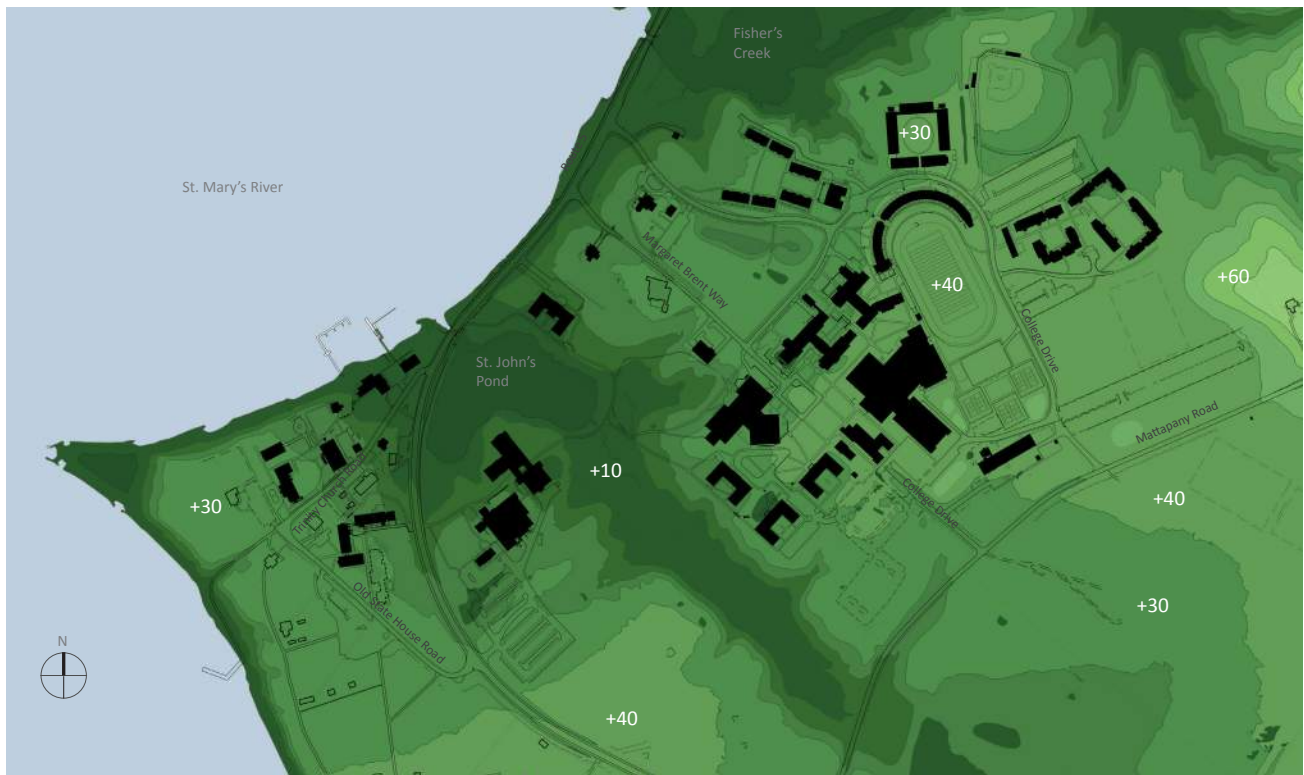 Fisher's
Creek
+30
St. Mary's River
Margaret Brent Way
+60
+40
College Drive
St. John's
Pond
Mattapany Road
+10
+40
+30
Trinity Church Road
College Drive
Old State House Road
+30
N
+40